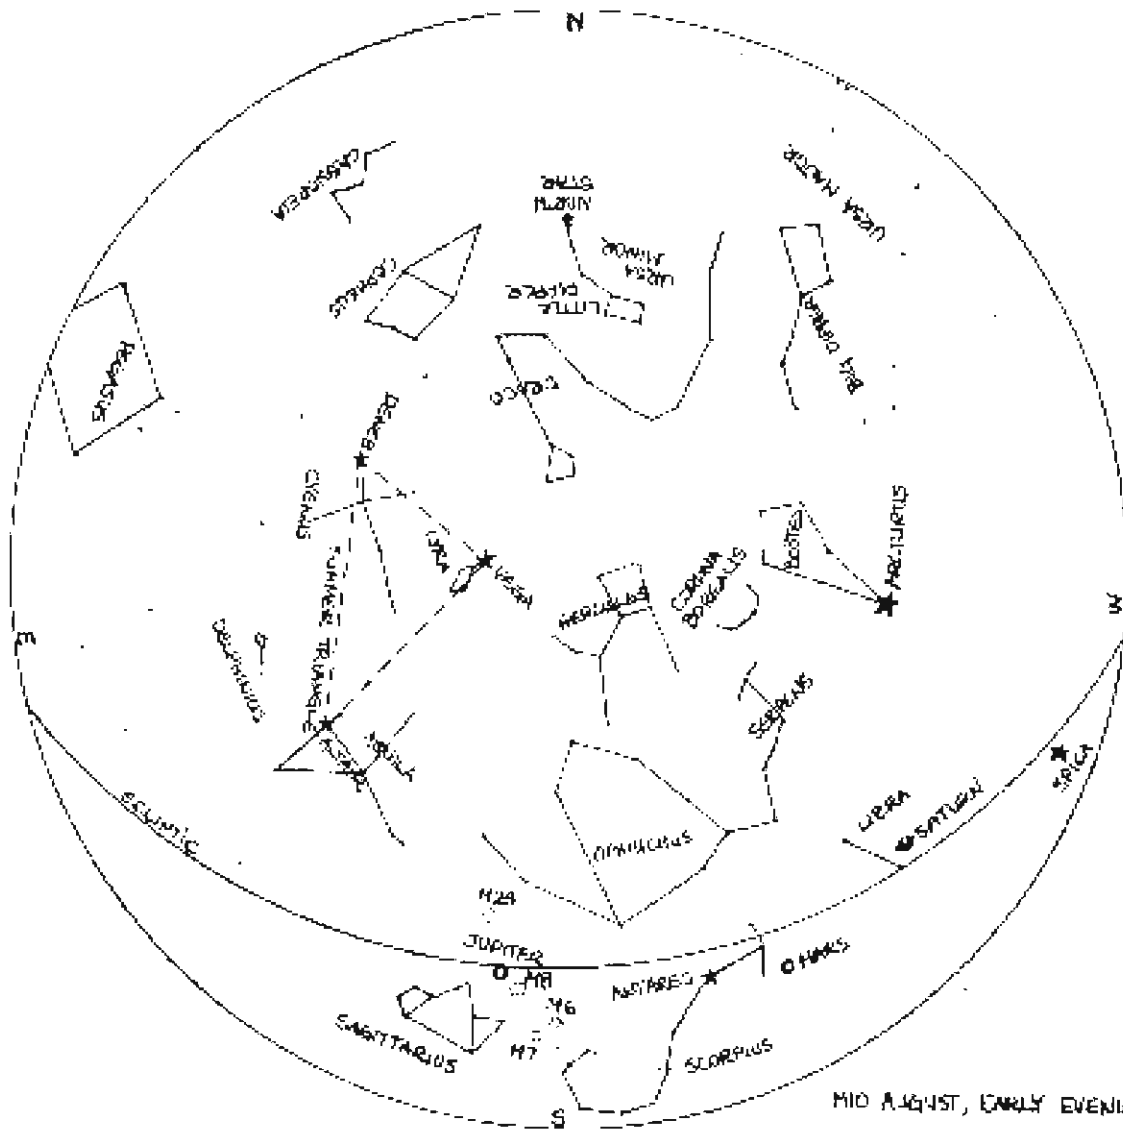 N
CASSIOPEIA
NORTH
STAR
URSA MAJOR
URSA
MINOR
CEPHEUS
LITTLE
DIPPER
BIG DIPPER
PEGASUS
DRACO
DENEB
CYGNUS
LYRA
VEGA
BOOTES
ARCTURUS
HERCULES
CORONA
BOREALIS
E
W
DELPHINUS
SUMMER TRIANGLE
SERPENS
ALTAIR
AQUILA
SPICA
ECLIPTIC
LIBRA
SATURN
OPHIUCHUS
M24
JUPITER
M8
ANTARES
MARS
M6
SAGITTARIUS
M7
SCORPIUS
S
MID AUGUST, EARLY EVENI